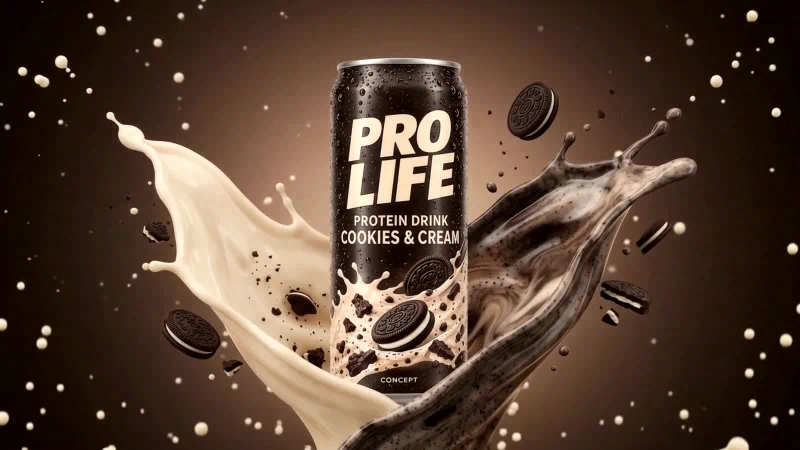 PRO
LIFE
PROTEIN DRINK
COOKIES & CREAM
CONCEPT